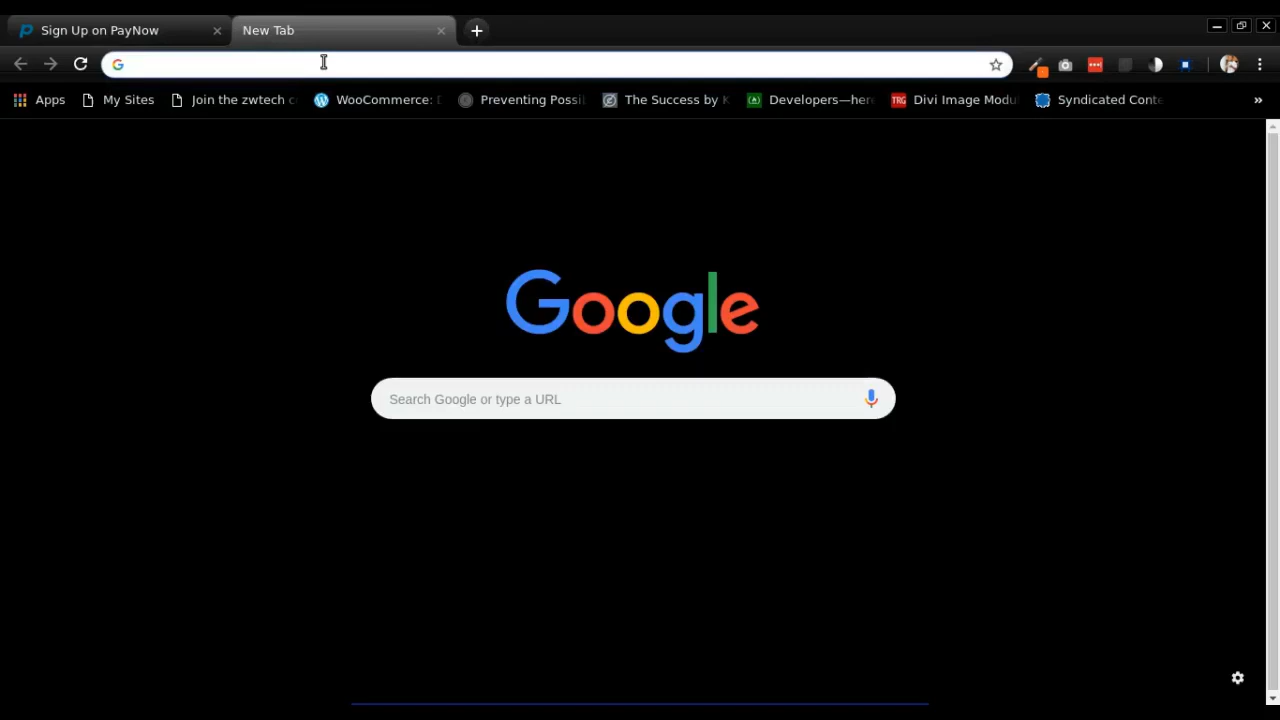 Sign Up on PayNow
New Tab
Apps My Sites Join the zwtech c WooCommerce: Preventing Possi The Success by K Developers—here Divi Image Modu Syndicated Conte
Google
Search Google or type a URL